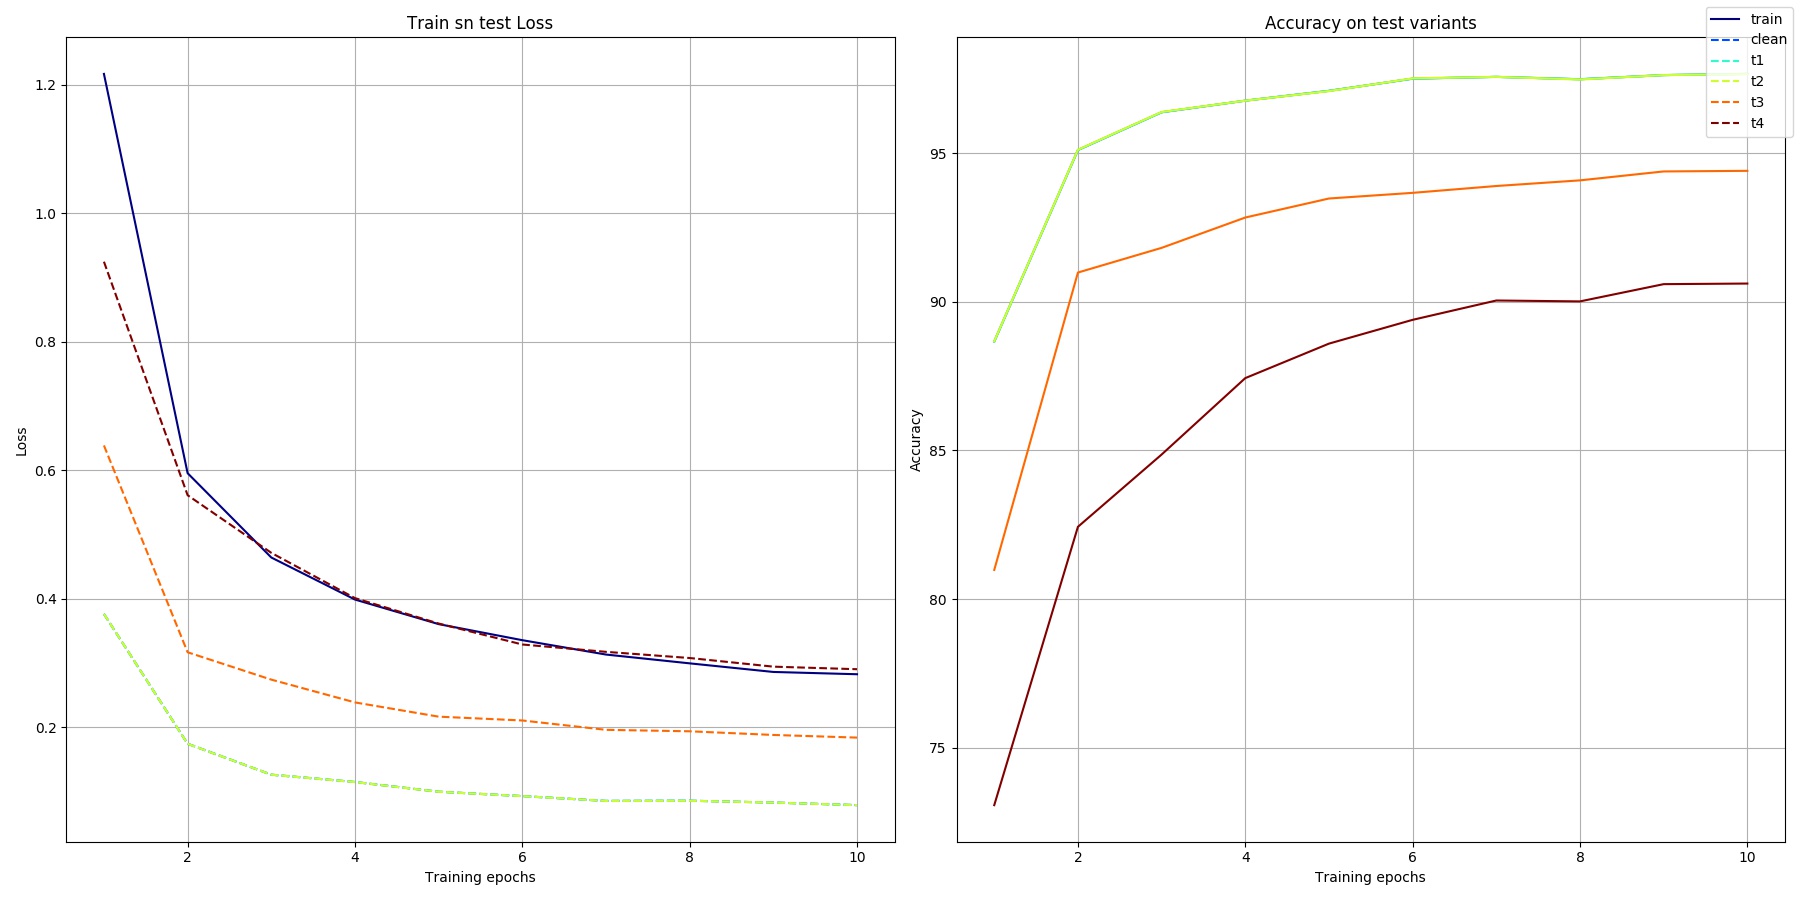 Train sn test Loss
1.2
1.0
0.8
0.6
0.4
0.2
Loss
2
4
6
8
10
Training epochs
Accuracy on test variants
95
90
85
80
75
Accuracy
2
4
6
8
10
Training epochs
train
clean
t1
t2
t3
t4